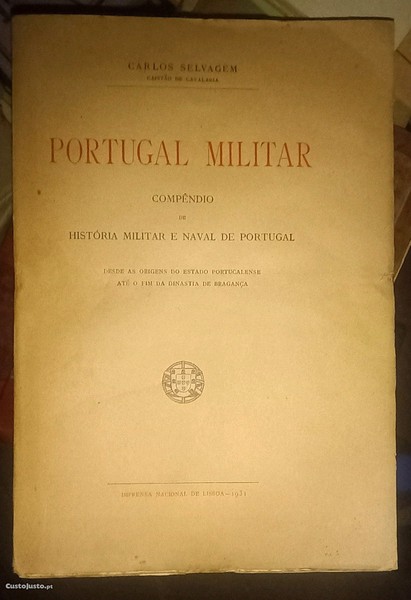 CARLOS SELVAGEM
CAPITÃO DE CAVALARIA
PORTUGAL MILITAR
COMPÊNDIO
DE
HISTÓRIA MILITAR E NAVAL DE PORTUGAL
DESDE AS ORIGENS DO ESTADO PORTUCALENSE
ATÉ O FIM DA DINASTIA DE BRAGANÇA
IMPRENSA NACIONAL DE LISBOA—1931
CustoJusto.pt